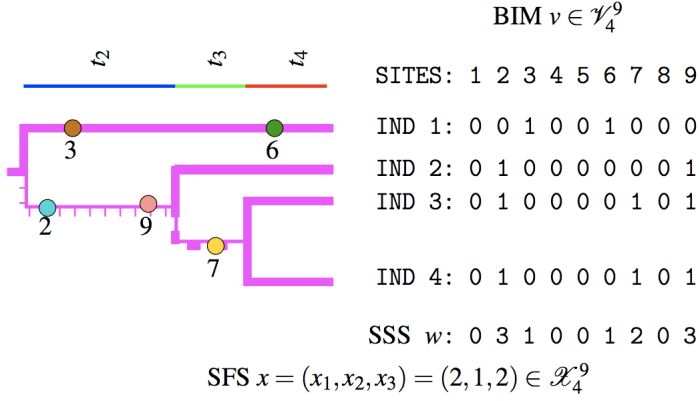 BIM v ∈ 𝒱₄⁹
t₂ t₃ t₄
SITES: 1 2 3 4 5 6 7 8 9
IND 1: 0 0 1 0 0 1 0 0 0
3 6
IND 2: 0 1 0 0 0 0 0 0 1
IND 3: 0 1 0 0 0 0 1 0 1
2 9
7
IND 4: 0 1 0 0 0 0 1 0 1
SSS w: 0 3 1 0 0 1 2 0 3
SFS x = (x₁,x₂,x₃) = (2,1,2) ∈ 𝒳₄⁹